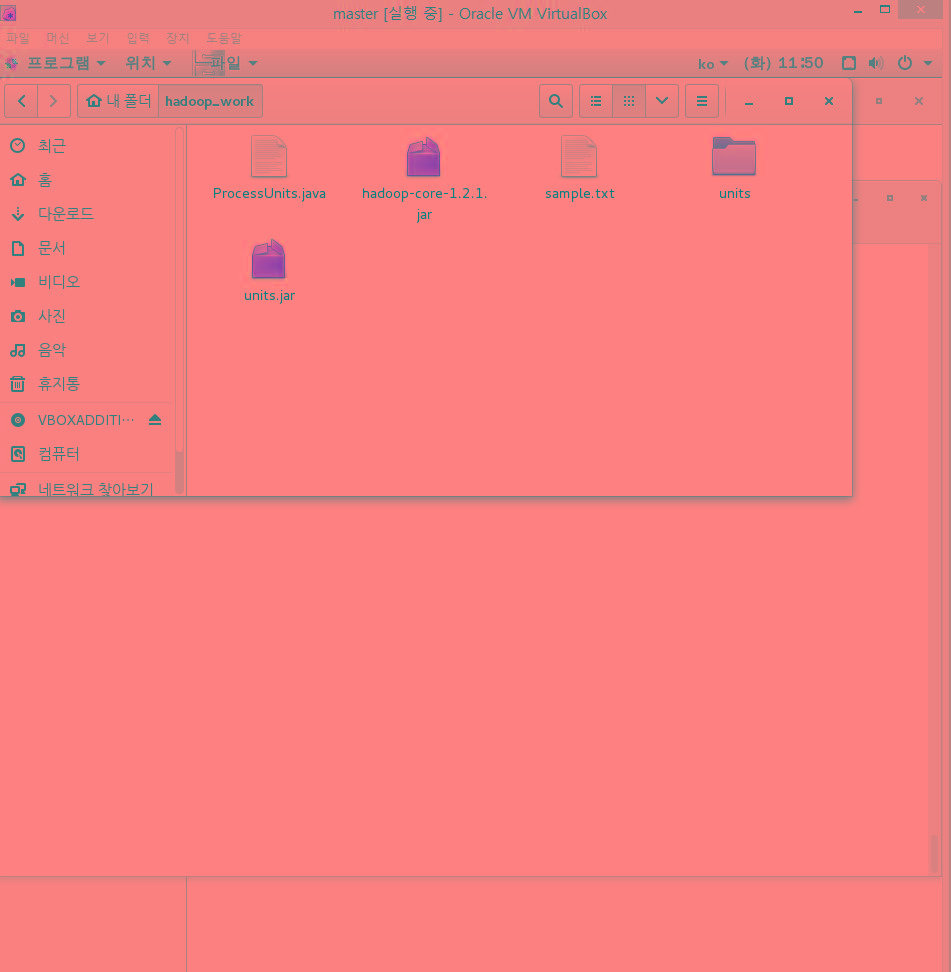 master [실행 중] - Oracle VM VirtualBox
파일 머신 보기 입력 장치 도움말
프로그램 위치 파일 ko (화) 11:50
내 폴더 hadoop_work
최근
홈
다운로드
문서
비디오
사진
음악
휴지통
VBOXADDITI···
컴퓨터
네트워크 찾아보기
ProcessUnits.java
hadoop-core-1.2.1.
jar
sample.txt
units
units.jar